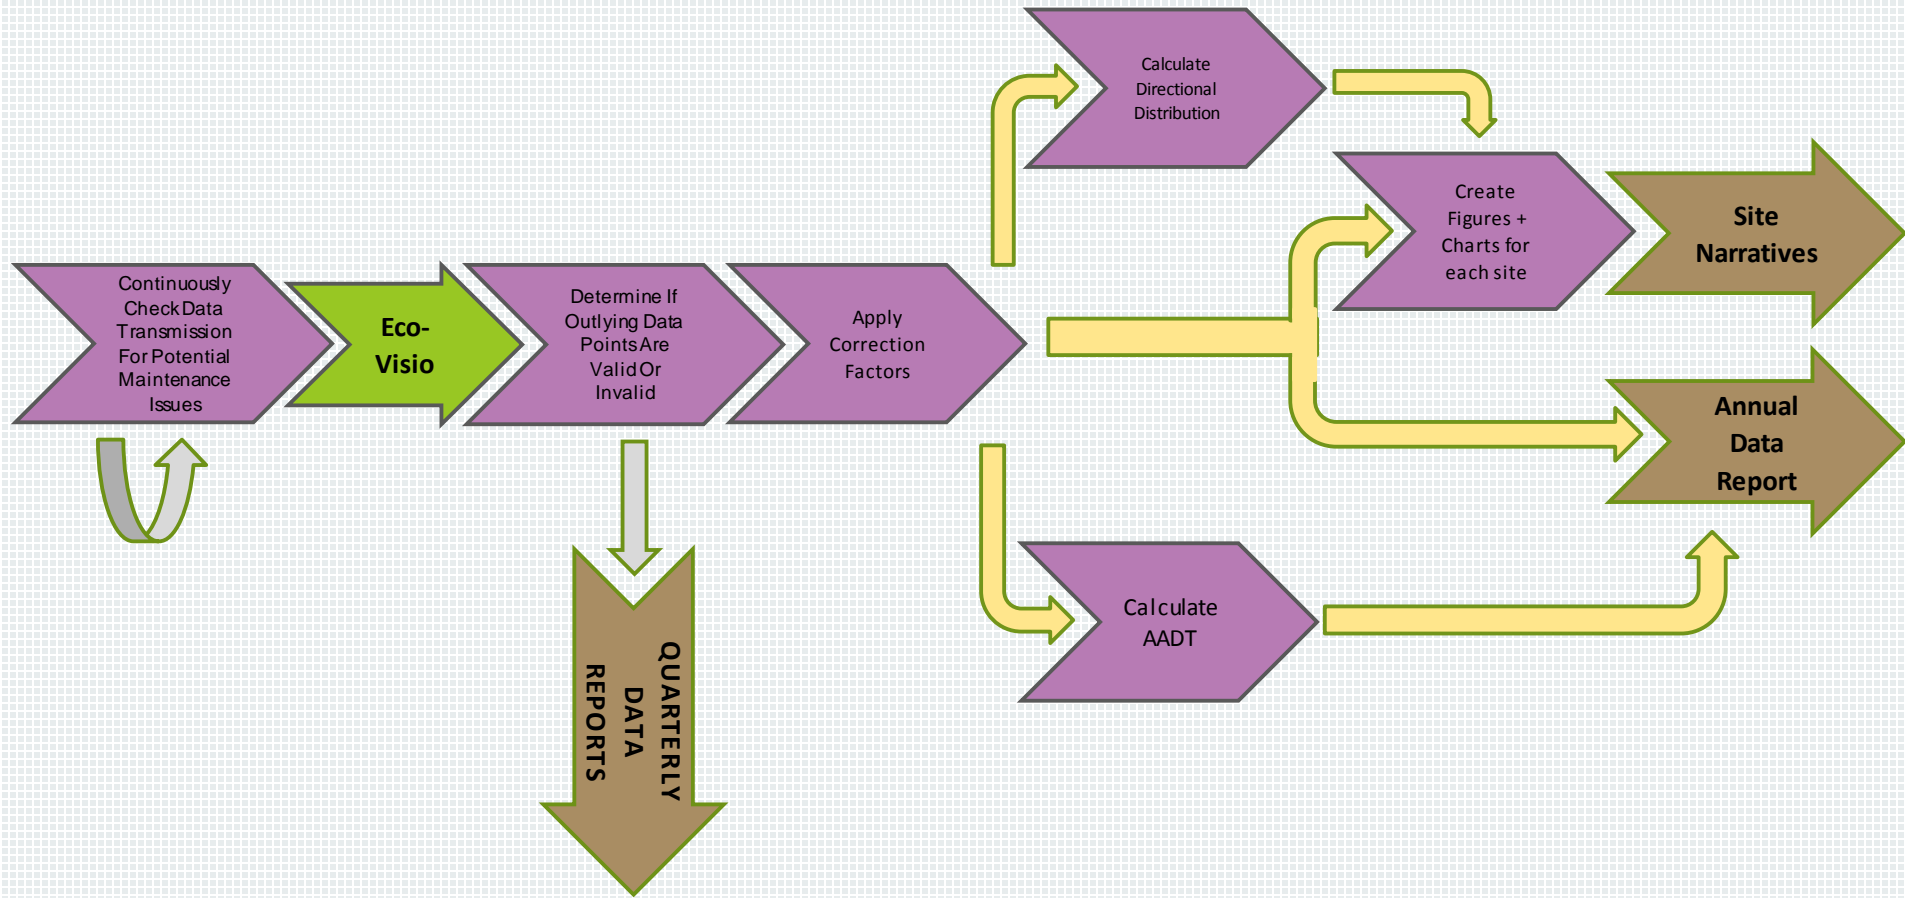 Continuously
Check Data
Transmission
For Potential
Maintenance
Issues
Eco-
Visio
Determine If
Outlying Data
Points Are
Valid Or
Invalid
Apply
Correction
Factors
Calculate
Directional
Distribution
Create
Figures +
Charts for
each site
Site
Narratives
Annual
Data
Report
Calculate
AADT
QUARTERLY
DATA
REPORTS